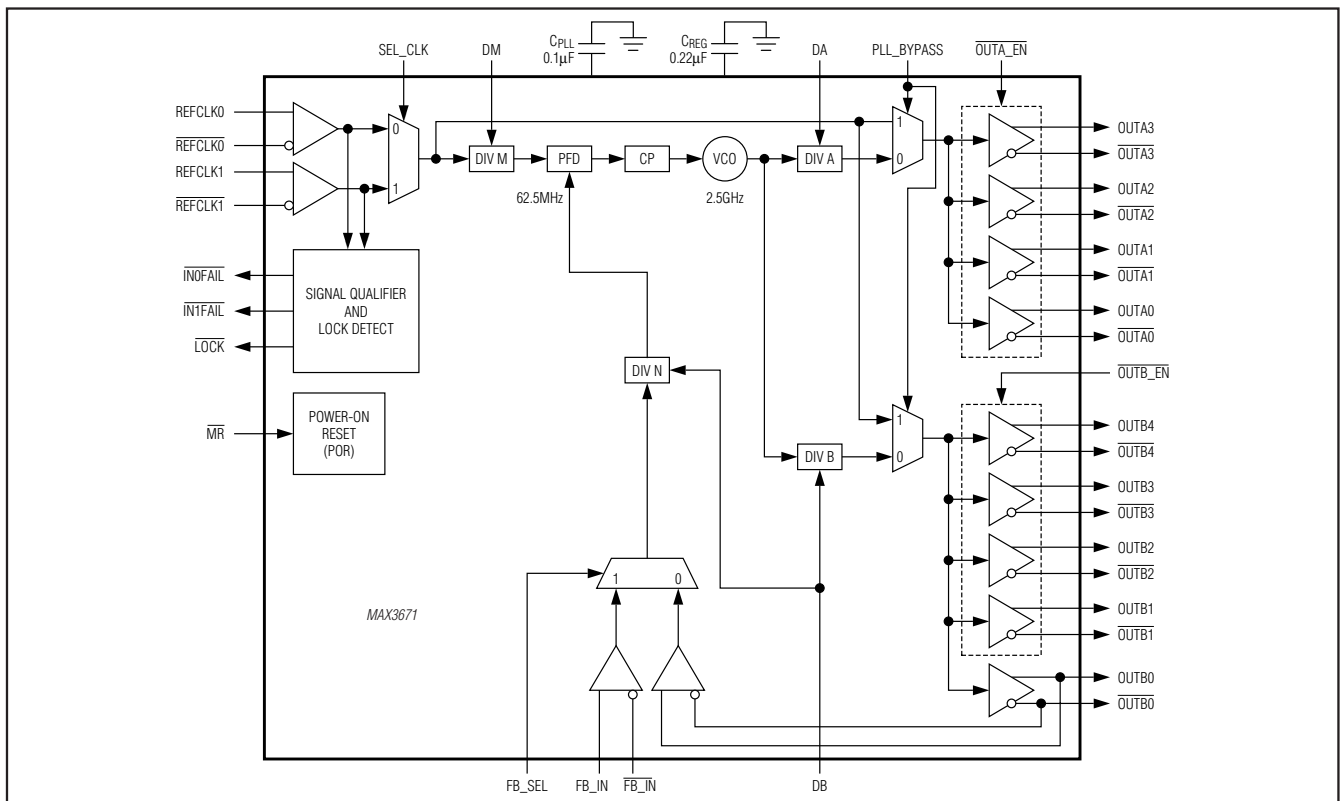 CPLL
0.1µF
CREG
0.22µF
SEL_CLK
DM
DA
PLL_BYPASS
OUTA_EN
REFCLK0
REFCLK0
REFCLK1
REFCLK1
0
1
DIV M
PFD
CP
VCO
DIV A
1
0
62.5MHz
2.5GHz
OUTA3
OUTA3
OUTA2
OUTA2
OUTA1
OUTA1
OUTA0
OUTA0
IN0FAIL
IN1FAIL
LOCK
SIGNAL QUALIFIER
AND
LOCK DETECT
DIV N
OUTB_EN
MR
POWER-ON
RESET
(POR)
1
0
DIV B
OUTB4
OUTB4
OUTB3
OUTB3
OUTB2
OUTB2
OUTB1
OUTB1
OUTB0
OUTB0
1 0
MAX3671
FB_SEL
FB_IN
FB_IN
DB